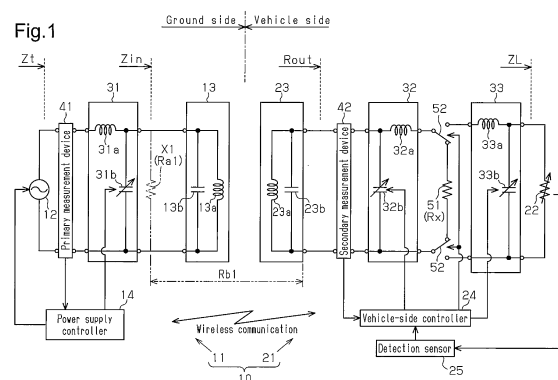 Fig.1
Ground side
Vehicle side
Zt
Zin
Rout
ZL
41
31
13
23
42
32
52
33
31a
X1
(Ra1)
31b
13b
13a
23a
23b
32a
32b
51
(Rx)
52
33a
33b
22
12
Primary measurement device
Secondary measurement device
Rb1
14
Power supply
controller
Wireless communication
24
Vehicle-side controller
Detection sensor
25
11
21
10